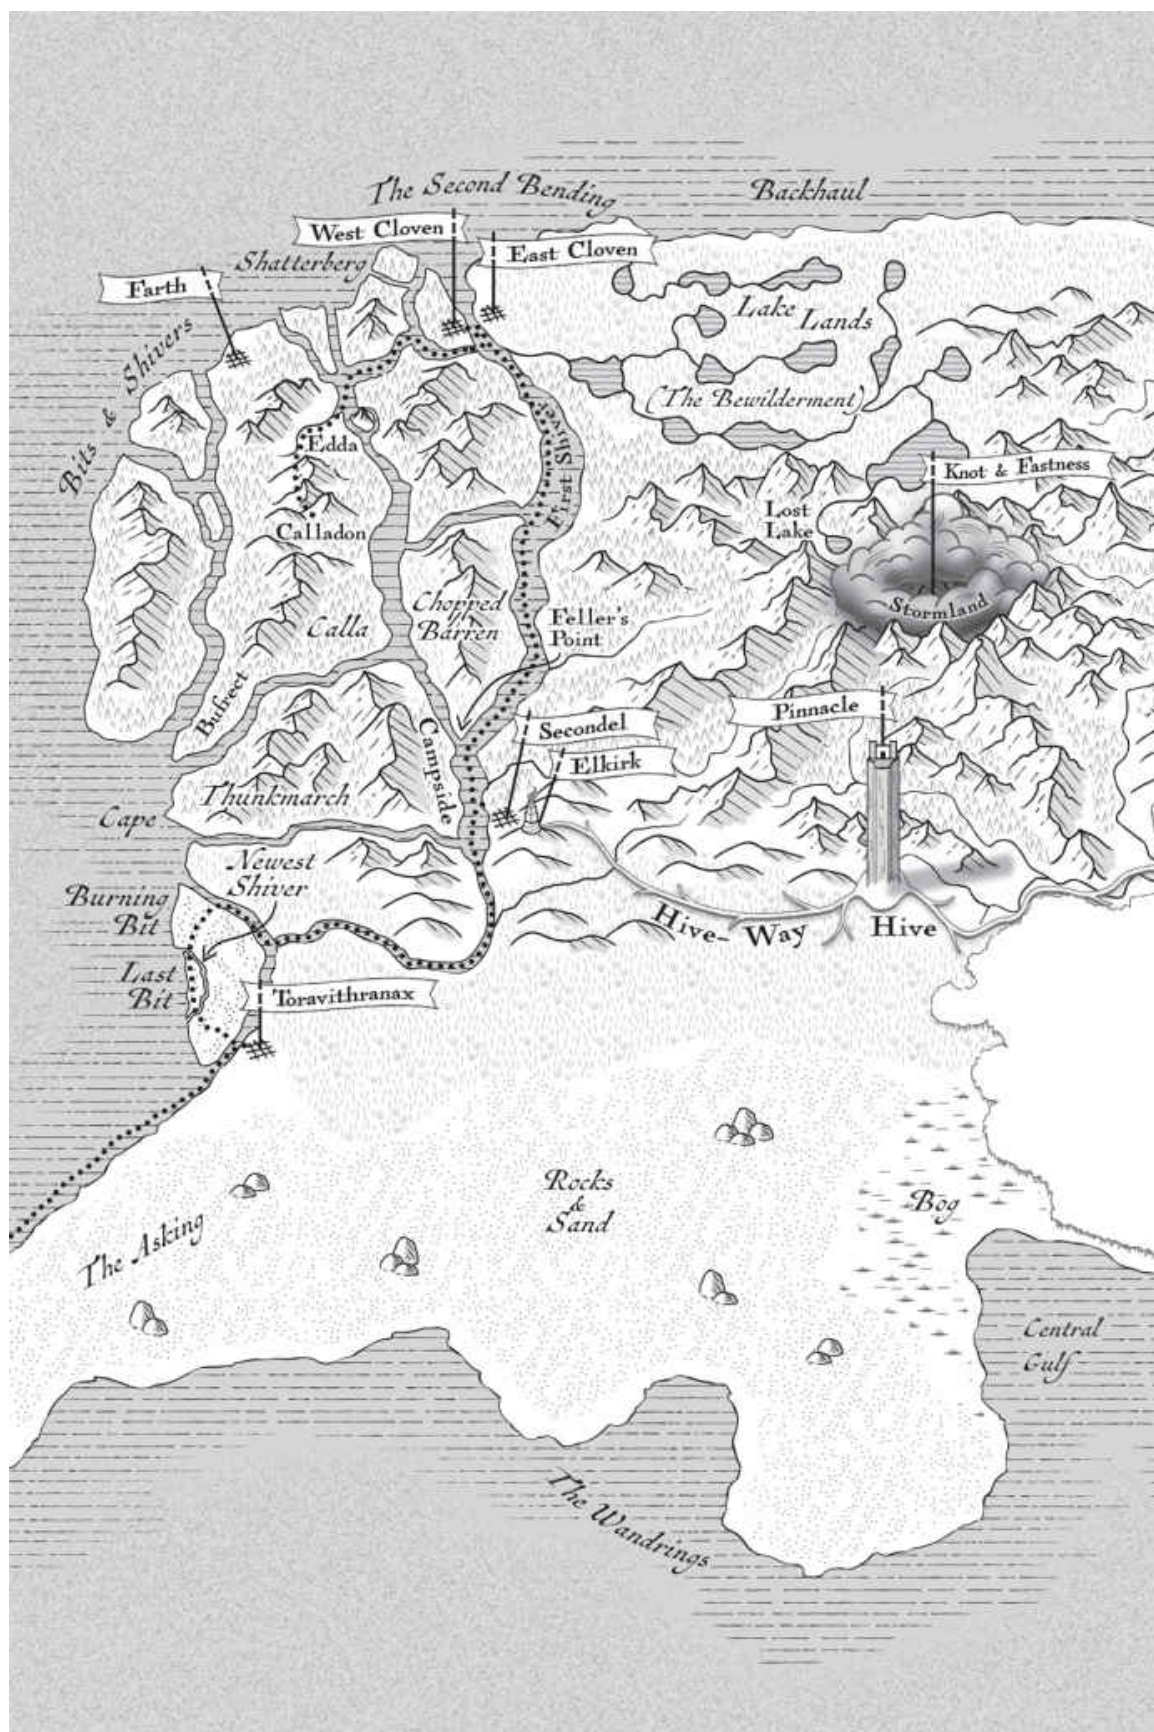 The Second Bending
Backhaul
West Cloven
East Cloven
Shatterberg
Farth
Bits & Shivers
Lake Lands
(The Bewilderment)
Edda
First Shiver
Knot & Fastness
Calladon
Lost
Lake
Stormland
Chopped
Barren
Calla
Feller's
Point
Bufrect
Campside
Secondel
Pinnacle
Elkirk
Thunkmarch
Cape
Newest
Shiver
Burning
Bit
Hive-Way
Hive
Last
Bit
Toravithranax
Rocks
&
Sand
Bog
The Asking
Central
Gulf
The Wandrings